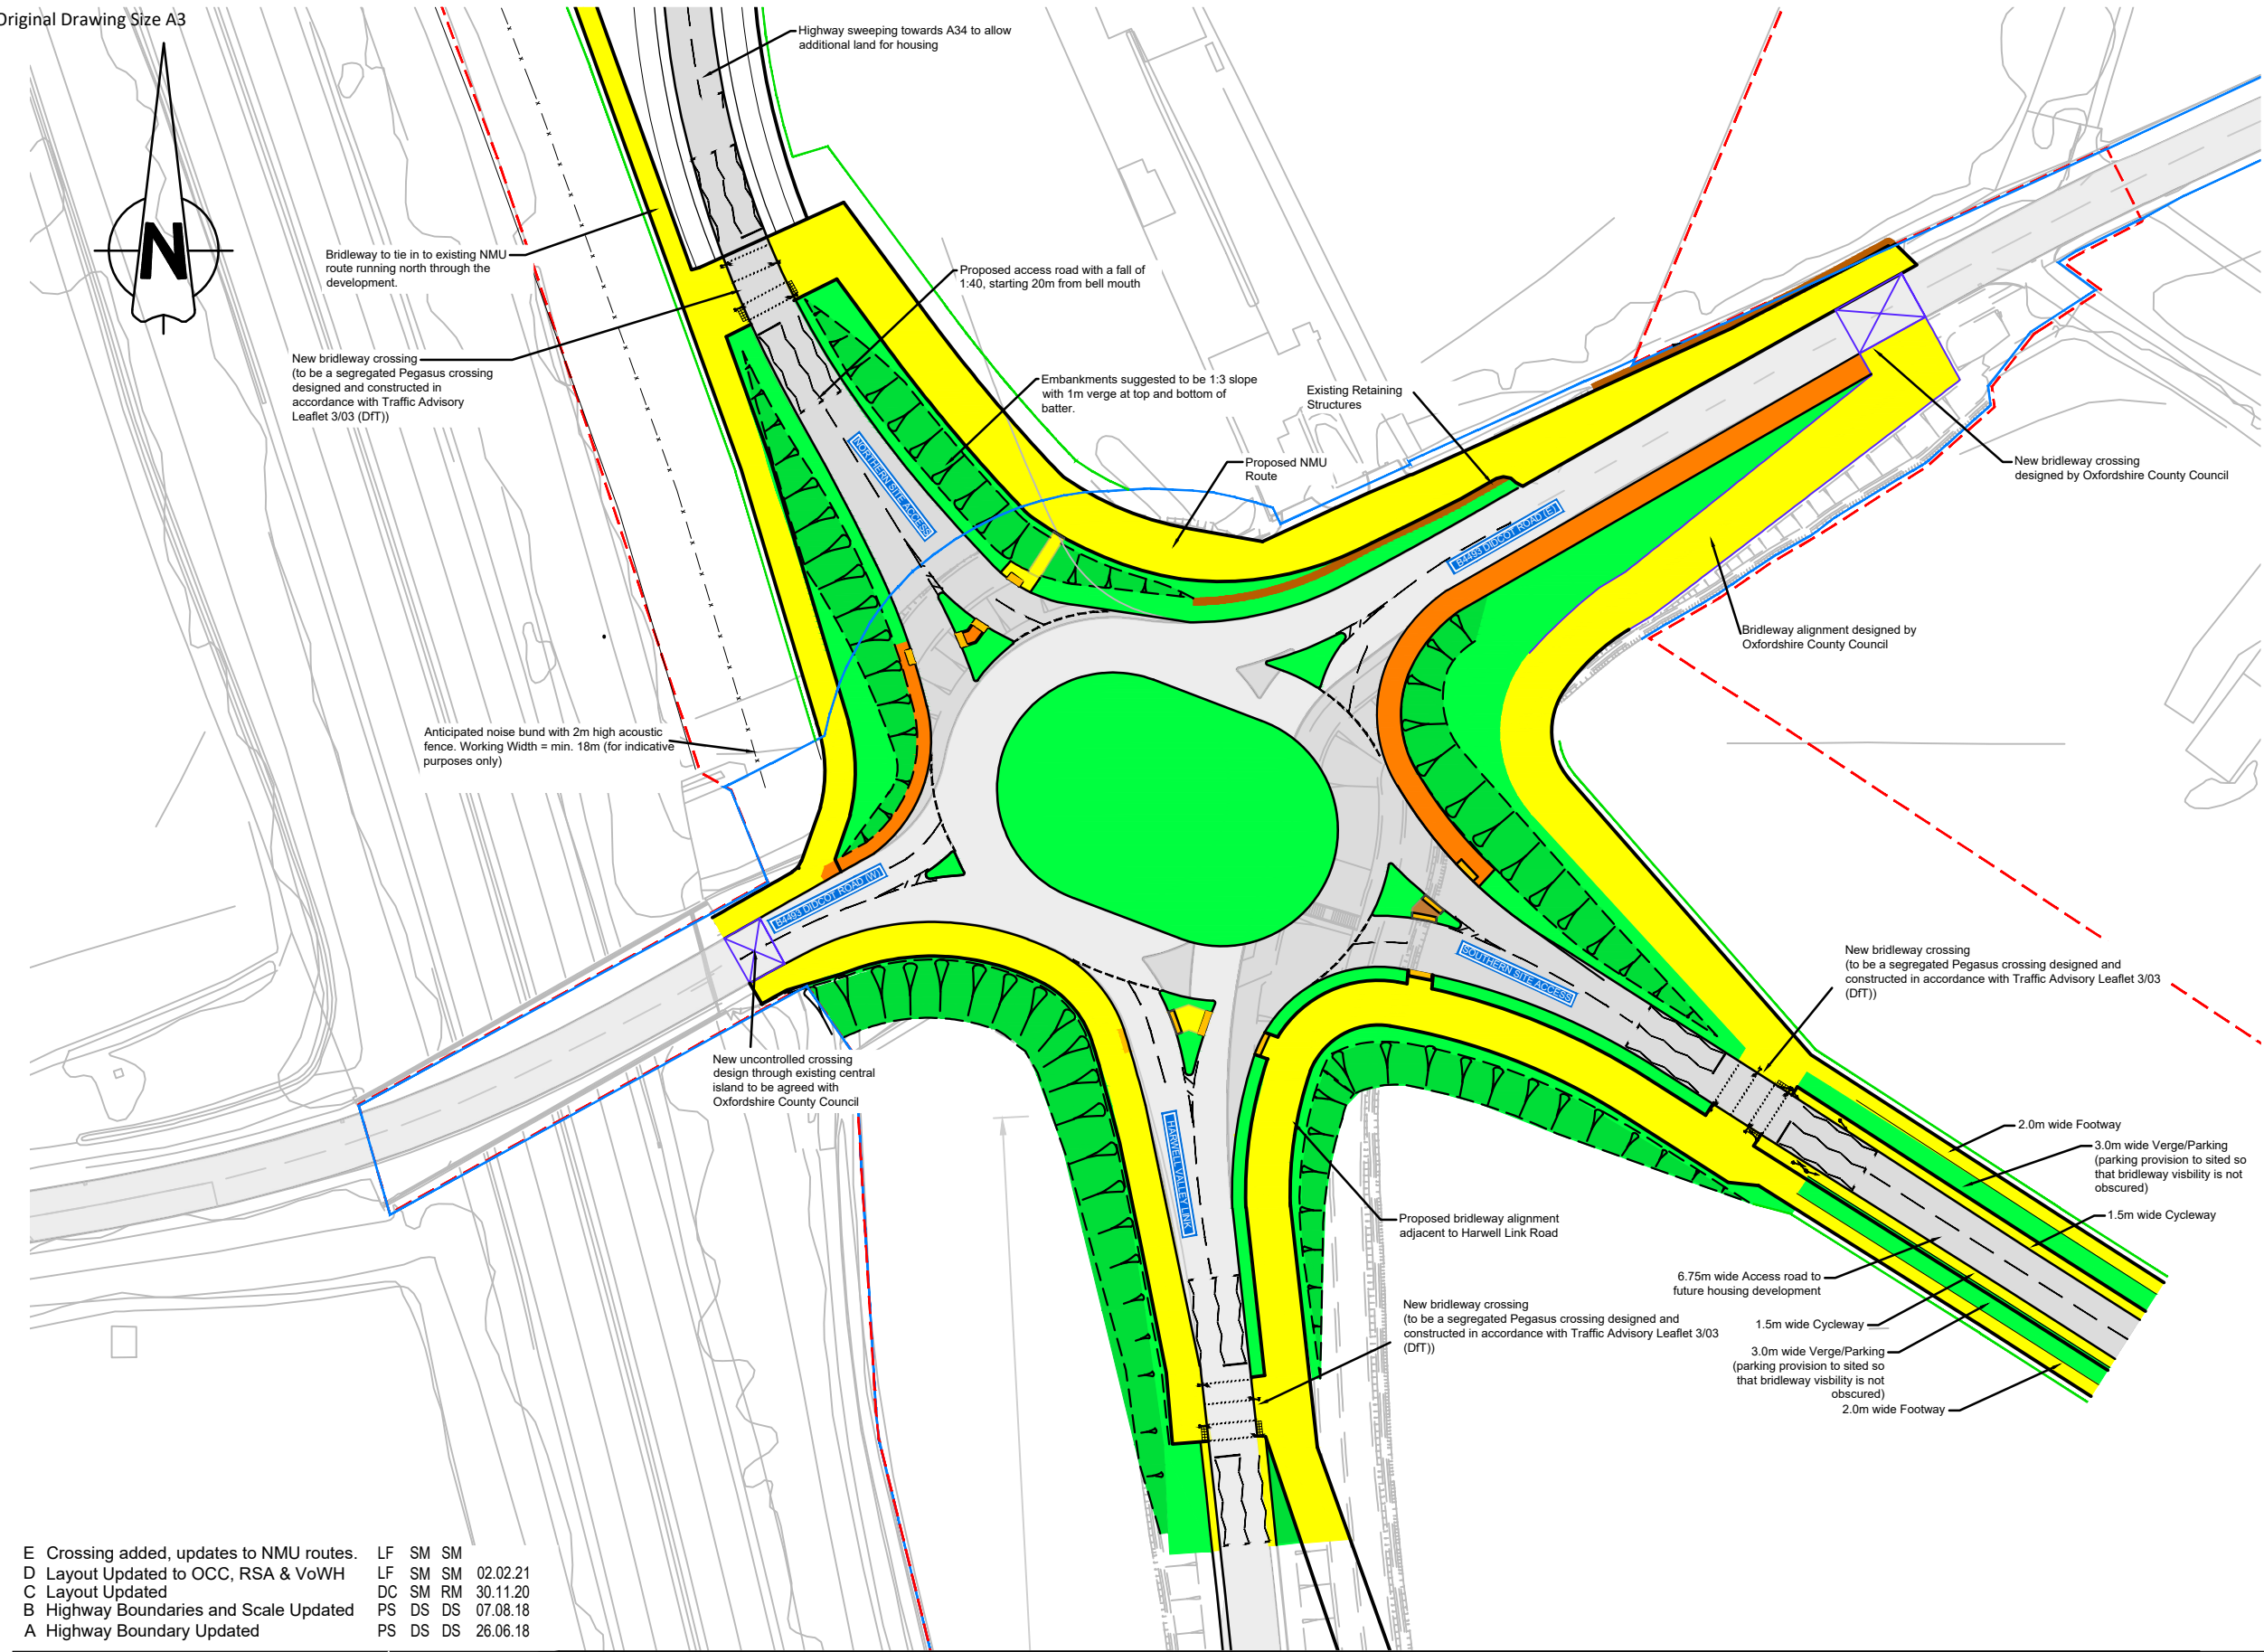 Original Drawing Size A3
N
Highway sweeping towards A34 to allow
additional land for housing
Bridleway to tie in to existing NMU
route running north through the
development.
Proposed access road with a fall of
1:40, starting 20m from bell mouth
New bridleway crossing
(to be a segregated Pegasus crossing
designed and constructed in
accordance with Traffic Advisory
Leaflet 3/03 (DfT))
Embankments suggested to be 1:3 slope
with 1m verge at top and bottom of
batter.
Existing Retaining
Structures
Proposed NMU
Route
New bridleway crossing
designed by Oxfordshire County Council
NORTHERN SITE ACCESS
B4493 DIDCOT ROAD (E)
Bridleway alignment designed by
Oxfordshire County Council
Anticipated noise bund with 2m high acoustic
fence. Working Width = min. 18m (for indicative
purposes only)
B4493 DIDCOT ROAD (W)
SOUTHERN SITE ACCESS
New bridleway crossing
(to be a segregated Pegasus crossing designed and
constructed in accordance with Traffic Advisory Leaflet 3/03
(DfT))
New uncontrolled crossing
design through existing central
island to be agreed with
Oxfordshire County Council
HARWELL VALLEY LINK
2.0m wide Footway
3.0m wide Verge/Parking
(parking provision to sited so
that bridleway visbility is not
obscured)
1.5m wide Cycleway
Proposed bridleway alignment
adjacent to Harwell Link Road
6.75m wide Access road to
future housing development
New bridleway crossing
(to be a segregated Pegasus crossing designed and
constructed in accordance with Traffic Advisory Leaflet 3/03
(DfT))
1.5m wide Cycleway
3.0m wide Verge/Parking
(parking provision to sited so
that bridleway visbility is not
obscured)
2.0m wide Footway
E Crossing added, updates to NMU routes. LF SM SM
D Layout Updated to OCC, RSA & VoWH LF SM SM 02.02.21
C Layout Updated DC SM RM 30.11.20
B Highway Boundaries and Scale Updated PS DS DS 07.08.18
A Highway Boundary Updated PS DS DS 26.06.18